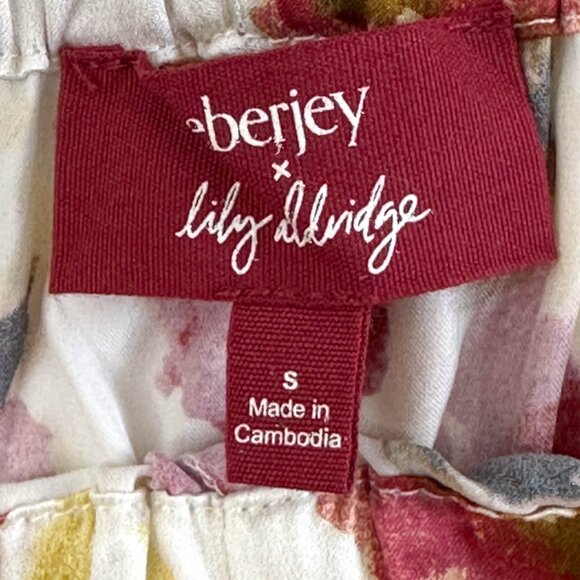 eberjey
x
lily aldridge
S
Made in
Cambodia